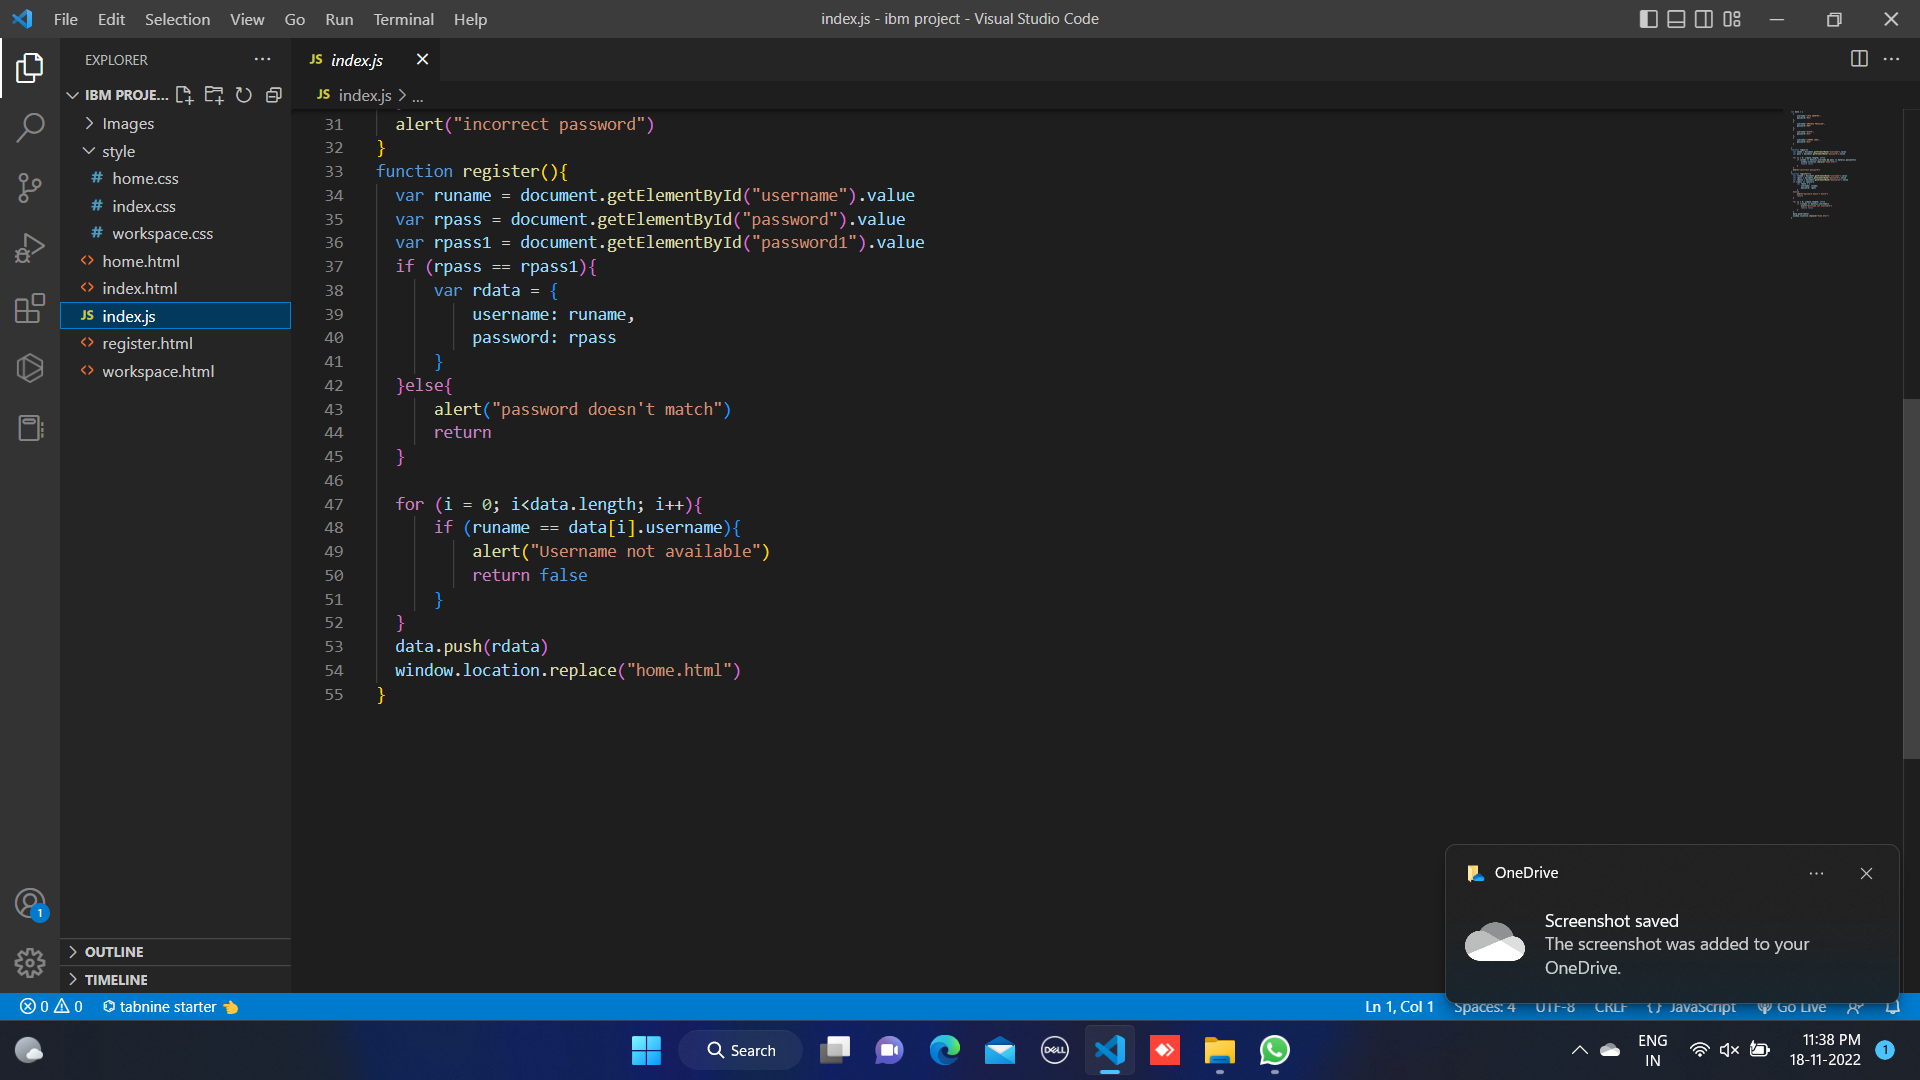 File Edit Selection View Go Run Terminal Help
index.js - ibm project - Visual Studio Code
EXPLORER
IBM PROJE...
Images
style
# home.css
# index.css
# workspace.css
<> home.html
<> index.html
JS index.js
<> register.html
<> workspace.html
OUTLINE
TIMELINE
JS index.js
JS index.js > ...
31 alert("incorrect password")
32 }
33 function register(){
34 var runame = document.getElementById("username").value
35 var rpass = document.getElementById("password").value
36 var rpass1 = document.getElementById("password1").value
37 if (rpass == rpass1){
38 var rdata = {
39 username: runame,
40 password: rpass
41 }
42 }else{
43 alert("password doesn't match")
44 return
45 }
46
47 for (i = 0; i<data.length; i++){
48 if (runame == data[i].username){
49 alert("Username not available")
50 return false
51 }
52 }
53 data.push(rdata)
54 window.location.replace("home.html")
55 }
OneDrive
Screenshot saved
The screenshot was added to your
OneDrive.
1
0 0 tabnine starter
Ln 1, Col 1 Spaces: 4 UTF-8 CRLF {} JavaScript Go Live
Search
DELL
ENG
IN
11:38 PM
18-11-2022
1